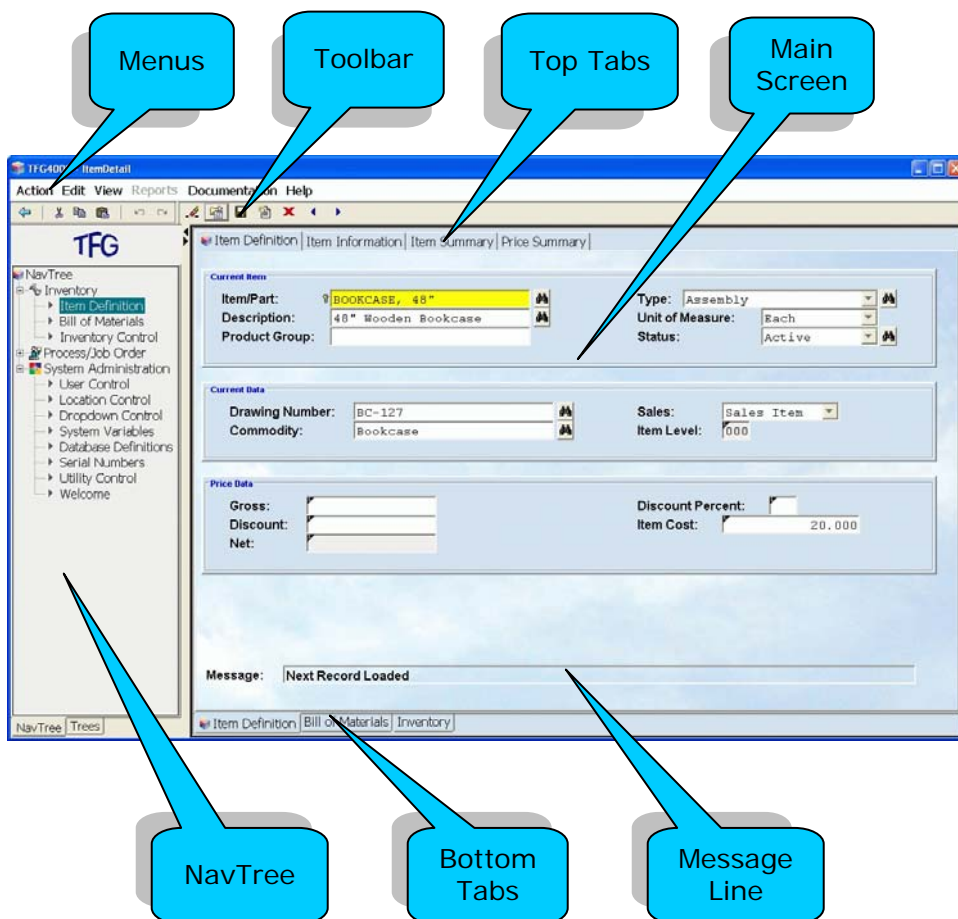 Menus
Toolbar
Top Tabs
Main
Screen
ItemDetail
Action Edit View Reports Documentation Help
TFG
Item Definition Item Information Item Summary Price Summary
NavTree
Inventory
Item Definition
Bill of Materials
Inventory Control
Process/Job Order
System Administration
User Control
Location Control
Dropdown Control
System Variables
Database Definitions
Serial Numbers
Utility Control
Welcome
Current Item
Item/Part: BOOKCASE, 48" Type: Assembly
Description: 48" Wooden Bookcase Unit of Measure: Each
Product Group: Status: Active
Current Data
Drawing Number: BC-127 Sales: Sales Item
Commodity: Bookcase Item Level: 000
Price Data
Gross: Discount Percent:
Discount: Item Cost: 20.000
Net:
Message: Next Record Loaded
NavTree Trees
Item Definition Bill of Materials Inventory
NavTree
Bottom
Tabs
Message
Line